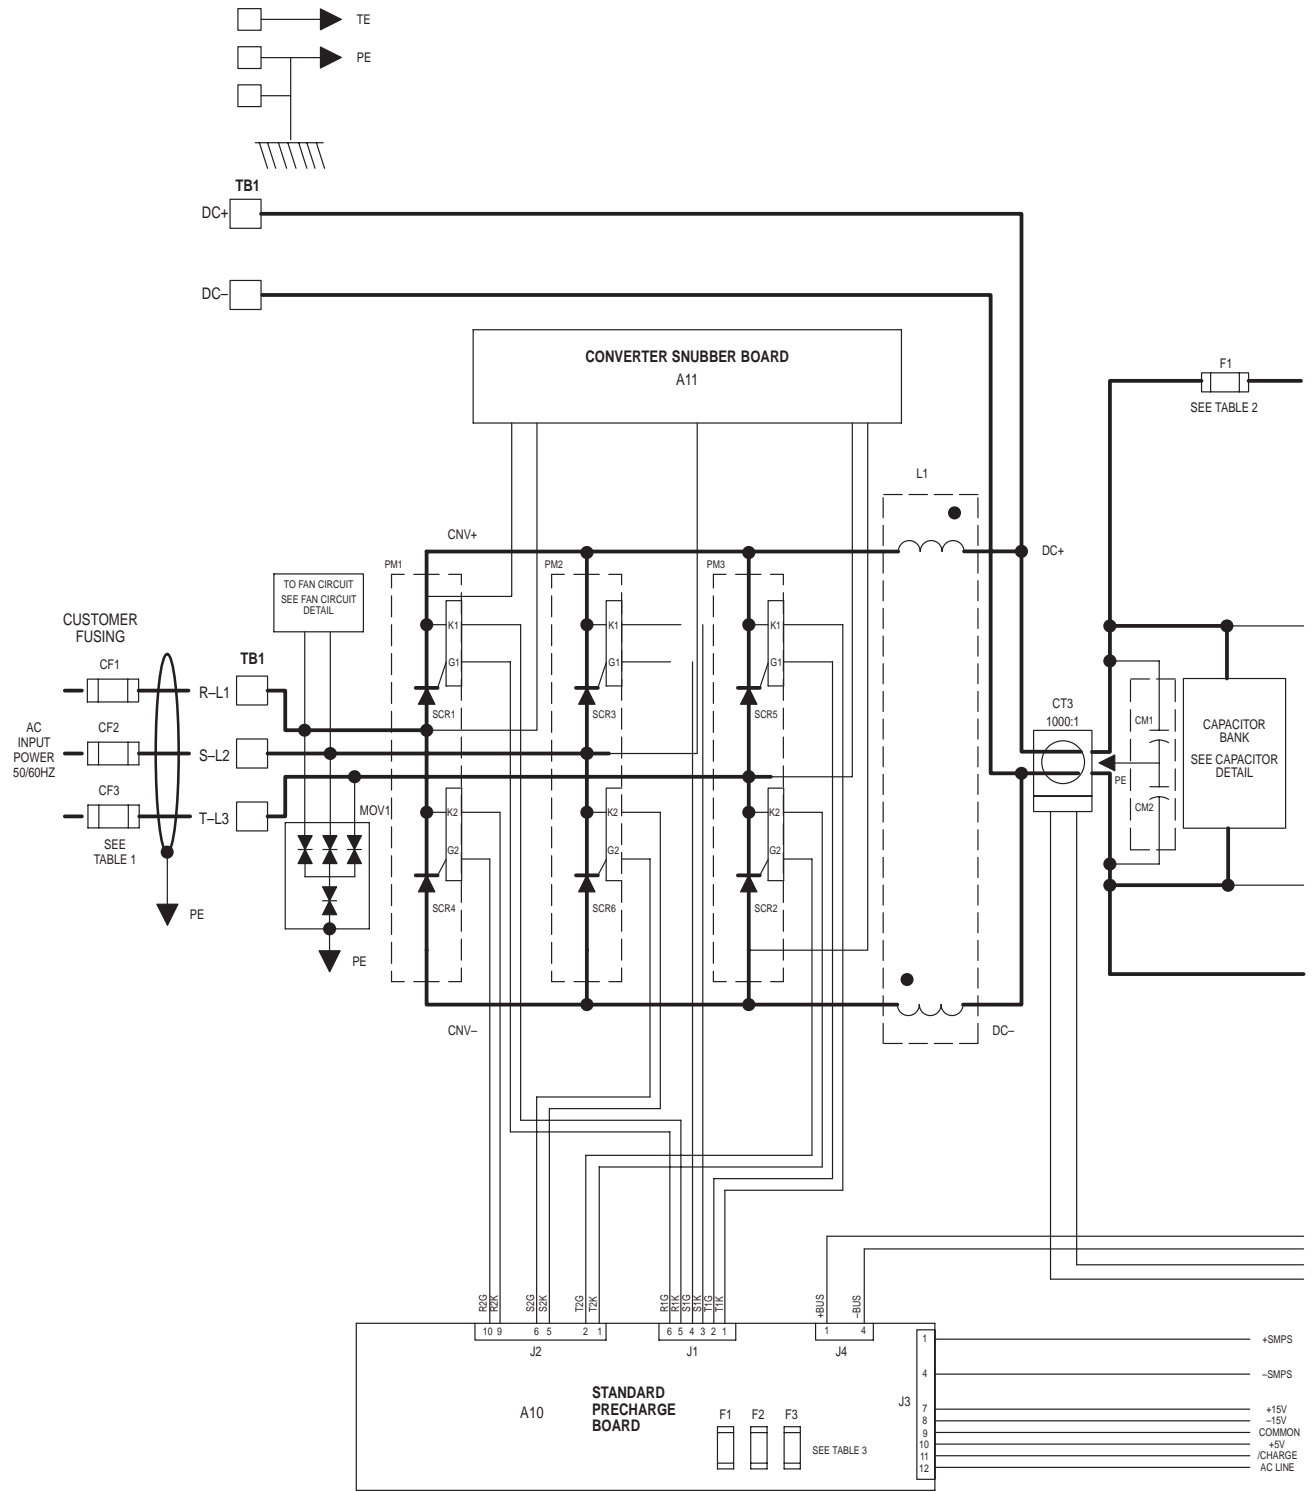 TE
PE
TB1
DC+
DC–
CONVERTER SNUBBER BOARD
A11
F1
SEE TABLE 2
L1
CNV+
DC+
PM1
PM2
PM3
TO FAN CIRCUIT
SEE FAN CIRCUIT
DETAIL
CUSTOMER
FUSING
CF1
TB1
R–L1
AC
INPUT
POWER
50/60HZ
CF2
S–L2
CF3
T–L3
SEE
TABLE 1
PE
MOV1
PE
K1
G1
SCR1
K1
G1
SCR3
K1
G1
SCR5
K2
G2
SCR4
K2
G2
SCR6
K2
G2
SCR2
CT3
1000:1
PE
CM1
CM2
CAPACITOR
BANK
SEE CAPACITOR
DETAIL
CNV–
DC–
R2G
R2K
S2G
S2K
T2G
T2K
R1G
R1K
S1G
S1K
T1G
T1K
+BUS
–BUS
10 9 6 5 2 1
6 5 4 3 2 1
1 4
J2
J1
J4
A10
STANDARD
PRECHARGE
BOARD
F1 F2 F3
SEE TABLE 3
J3
1 +SMPS
4 –SMPS
7 +15V
8 –15V
9 COMMON
10 +5V
11 /CHARGE
12 AC LINE